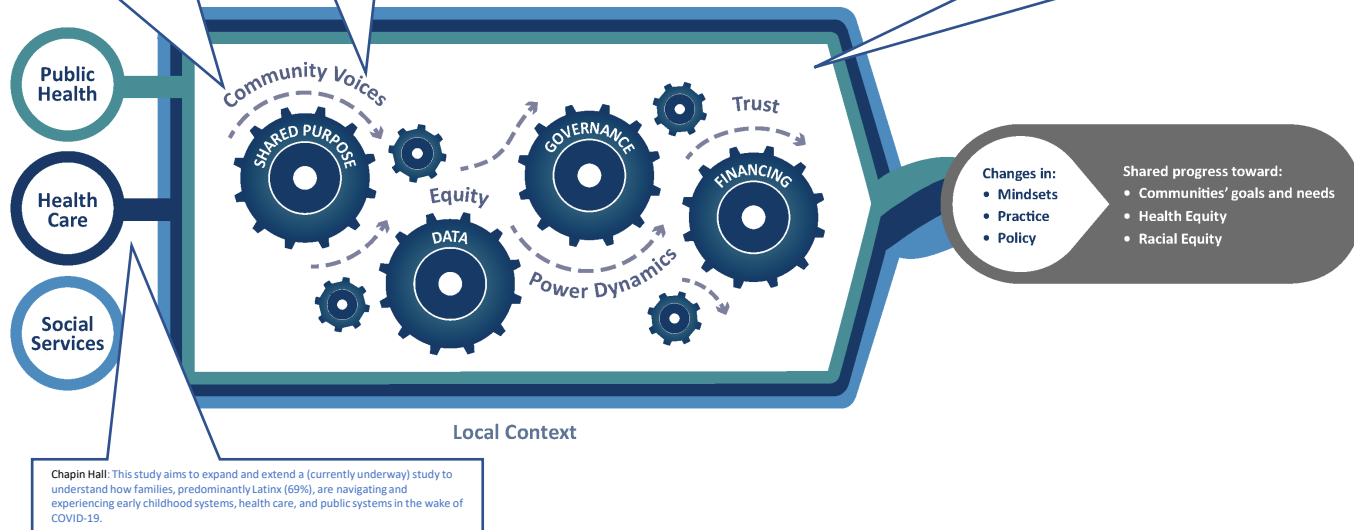 Public
Health
Health
Care
Social
Services
Community Voices
SHARED PURPOSE
Equity
DATA
GOVERNANCE
Power Dynamics
Trust
FINANCING
Changes in:
• Mindsets
• Practice
• Policy
Shared progress toward:
• Communities’ goals and needs
• Health Equity
• Racial Equity
Local Context
Chapin Hall: This study aims to expand and extend a (currently underway) study to
understand how families, predominantly Latinx (69%), are navigating and
experiencing early childhood systems, health care, and public systems in the wake of
COVID-19.